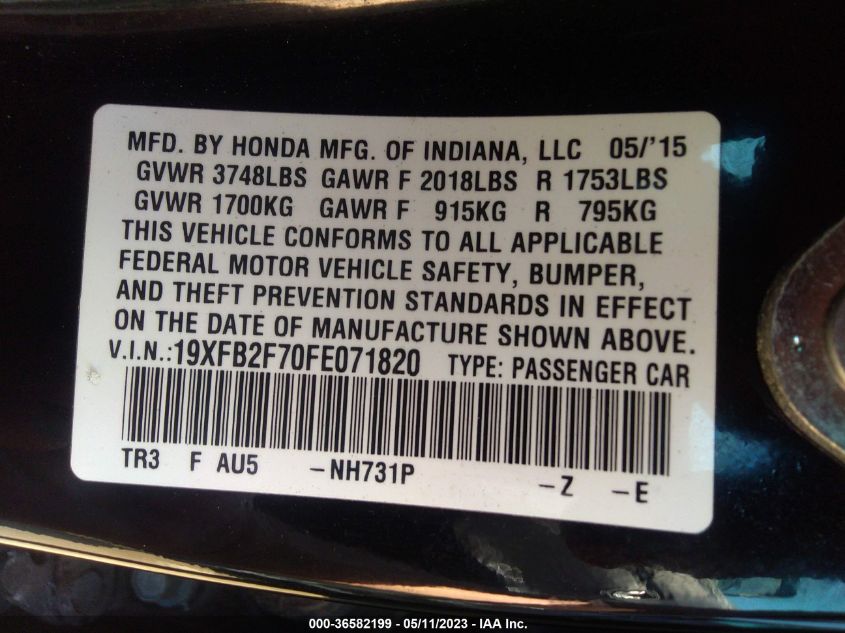 MFD. BY HONDA MFG. OF INDIANA, LLC 05/'15
GVWR 3748LBS GAWR F 2018LBS R 1753LBS
GVWR 1700KG GAWR F 915KG R 795KG
THIS VEHICLE CONFORMS TO ALL APPLICABLE
FEDERAL MOTOR VEHICLE SAFETY, BUMPER,
AND THEFT PREVENTION STANDARDS IN EFFECT
ON THE DATE OF MANUFACTURE SHOWN ABOVE.
V.I.N.:19XFB2F70FE071820 TYPE: PASSENGER CAR
TR3 F AU5 -NH731P -Z -E
000-36582199 - 05/11/2023 - IAA Inc.